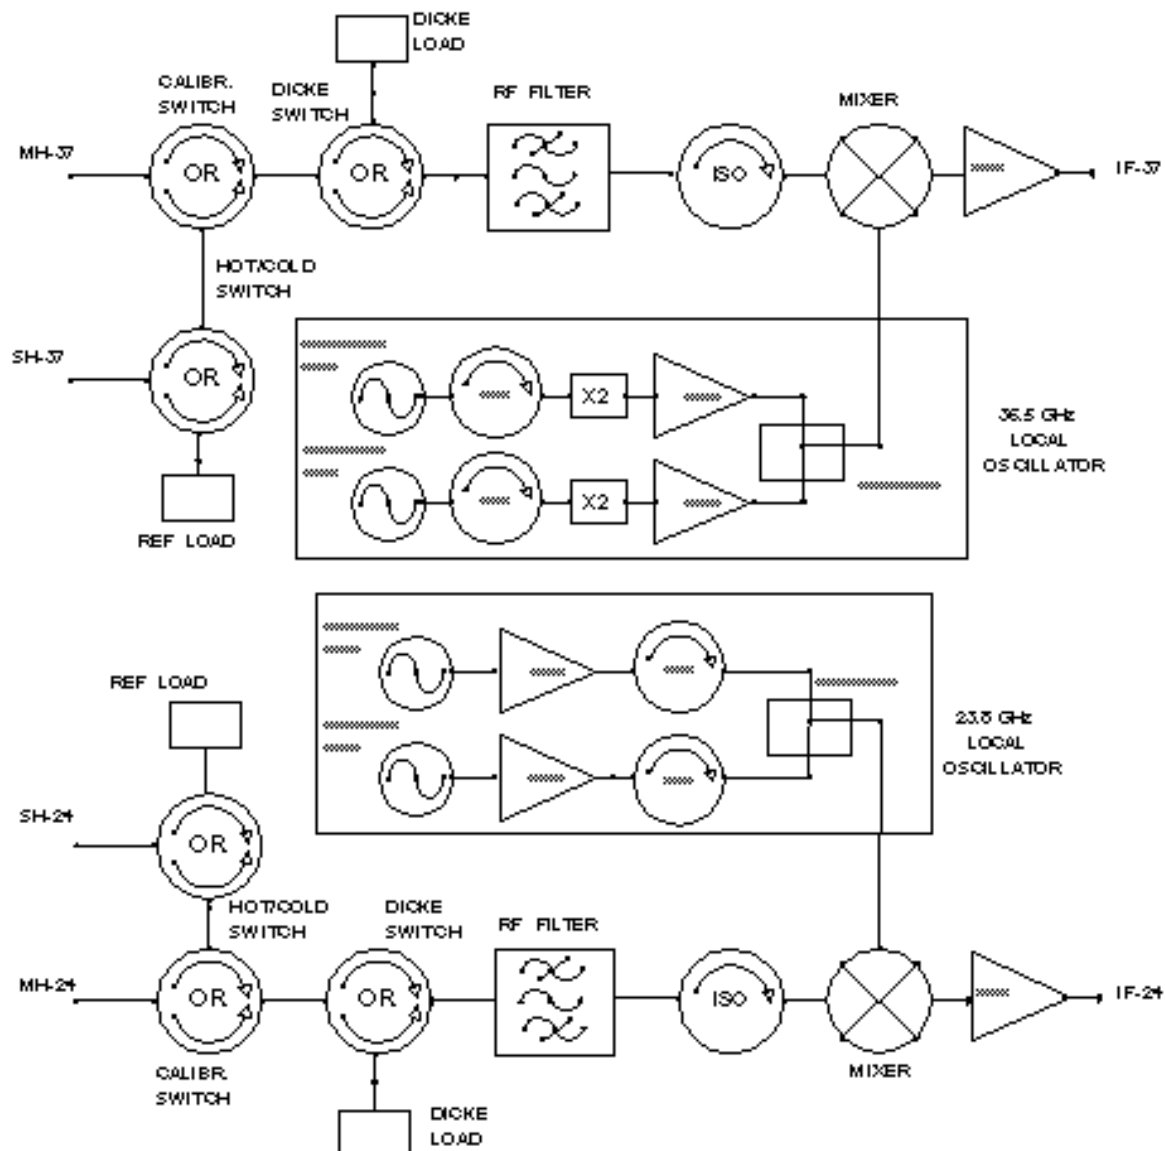 DICKE
LOAD
CALIBR.
SWITCH
DICKE
SWITCH
RF FILTER
MIXER
MH-37
OR
OR
ISO
IF-37
HOT/COLD
SWITCH
SH-37
OR
X2
36.5 GHz
LOCAL
OSCILLATOR
X2
REF LOAD
REF LOAD
23.8 GHz
LOCAL
OSCILLATOR
SH-24
OR
HOT/COLD
SWITCH
DICKE
SWITCH
RF FILTER
MH-24
OR
OR
ISO
IF-24
CALIBR.
SWITCH
MIXER
DICKE
LOAD